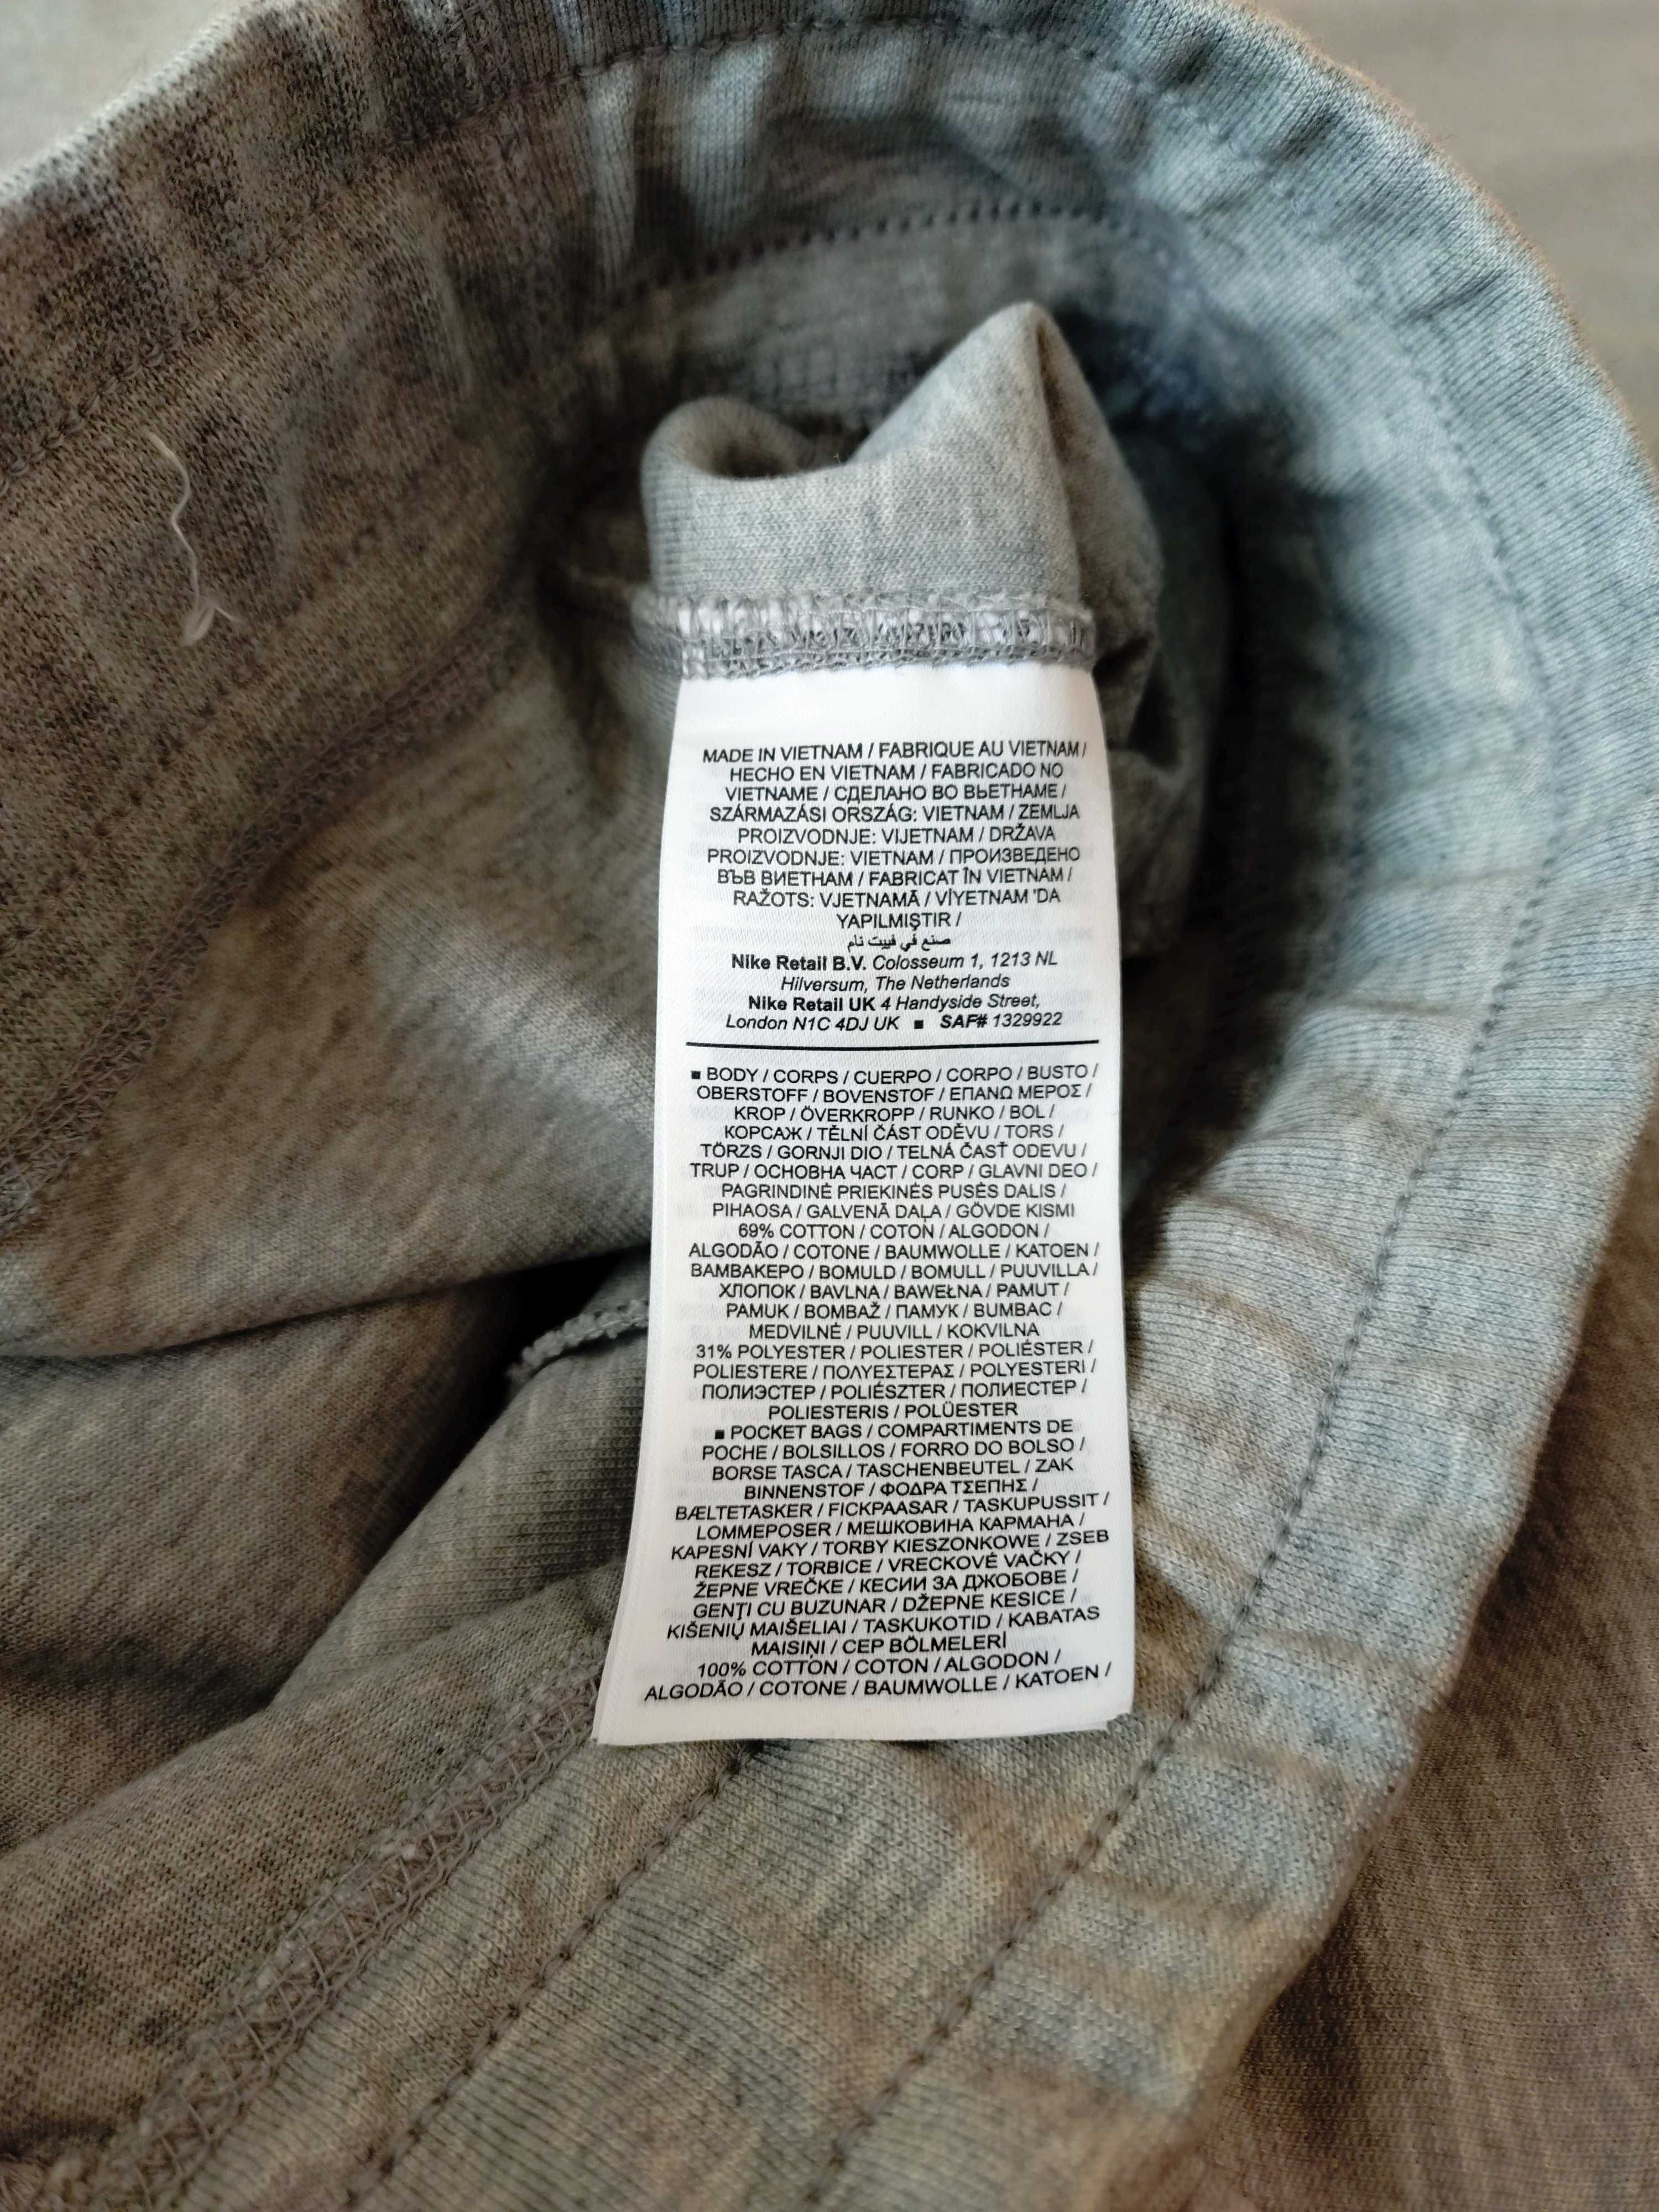 MADE IN VIETNAM / FABRIQUE AU VIETNAM /
HECHO EN VIETNAM / FABRICADO NO
VIETNAME / СДЕЛАНО ВО ВЬЕТНАМЕ /
SZÁRMAZÁSI ORSZÁG: VIETNAM / ZEMLJA
PROIZVODNJE: VIJETNAM / DRŽAVA
PROIZVODNJE: VIETNAM / ПРОИЗВЕДЕНО
ВЪВ ВИЕТНАМ / FABRICAT ÎN VIETNAM /
RAŽOTS: VJETNAMĀ / VİYETNAM 'DA
YAPILMIŞTIR /
صنع في فييت نام
Nike Retail B.V. Colosseum 1, 1213 NL
Hilversum, The Netherlands
Nike Retail UK 4 Handyside Street,
London N1C 4DJ UK ■ SAF# 1329922
■ BODY / CORPS / CUERPO / CORPO / BUSTO /
OBERSTOFF / BOVENSTOF / ΕΠΑΝΩ ΜΕΡΟΣ /
KROP / ÖVERKROPP / RUNKO / BOL /
КОРСАЖ / TĚLNÍ ČÁST ODĚVU / TORS /
TÖRZS / GORNJI DIO / TELNÁ ČASŤ ODEVU /
TRUP / ОСНОВНА ЧАСТ / CORP / GLAVNI DEO /
PAGRINDINĖ PRIEKINĖS PUSĖS DALIS /
PIHAOSA / GALVENĀ DAĻA / GÖVDE KISMI
69% COTTON / COTON / ALGODON /
ALGODÃO / COTONE / BAUMWOLLE / KATOEN /
ΒΑΜΒΑΚΕΡΟ / BOMULD / BOMULL / PUUVILLA /
ХЛОПОК / BAVLNA / BAWEŁNA / PAMUT /
PAMUK / BOMBAŽ / ПАМУК / BUMBAC /
MEDVILNĖ / PUUVILL / KOKVILNA
31% POLYESTER / POLIESTER / POLIÉSTER /
POLIESTERE / ΠΟΛΥΕΣΤΕΡΑΣ / POLYESTERI /
ПОЛИЭСТЕР / POLIÉSZTER / ПОЛИЕСТЕР /
POLIESTERIS / POLÜESTER
■ POCKET BAGS / COMPARTIMENTS DE
POCHE / BOLSILLOS / FORRO DO BOLSO /
BORSE TASCA / TASCHENBEUTEL / ZAK
BINNENSTOF / ΦΟΔΡΑ ΤΣΕΠΗΣ /
BÆLTETASKER / FICKPAASAR / TASKUPUSSIT /
LOMMEPOSER / МЕШКОВИНА КАРМАНА /
KAPESNÍ VAKY / TORBY KIESZONKOWE / ZSEB
REKESZ / TORBICE / VRECKOVÉ VAČKY /
ŽEPNE VREČKE / КЕСИИ ЗА ДЖОБОВЕ /
GENŢI CU BUZUNAR / DŽEPNE KESICE /
KIŠENIŲ MAIŠELIAI / TASKUKOTID / KABATAS
MAISIŅI / CEP BÖLMELERİ
100% COTTON / COTON / ALGODON /
ALGODÃO / COTONE / BAUMWOLLE / KATOEN /